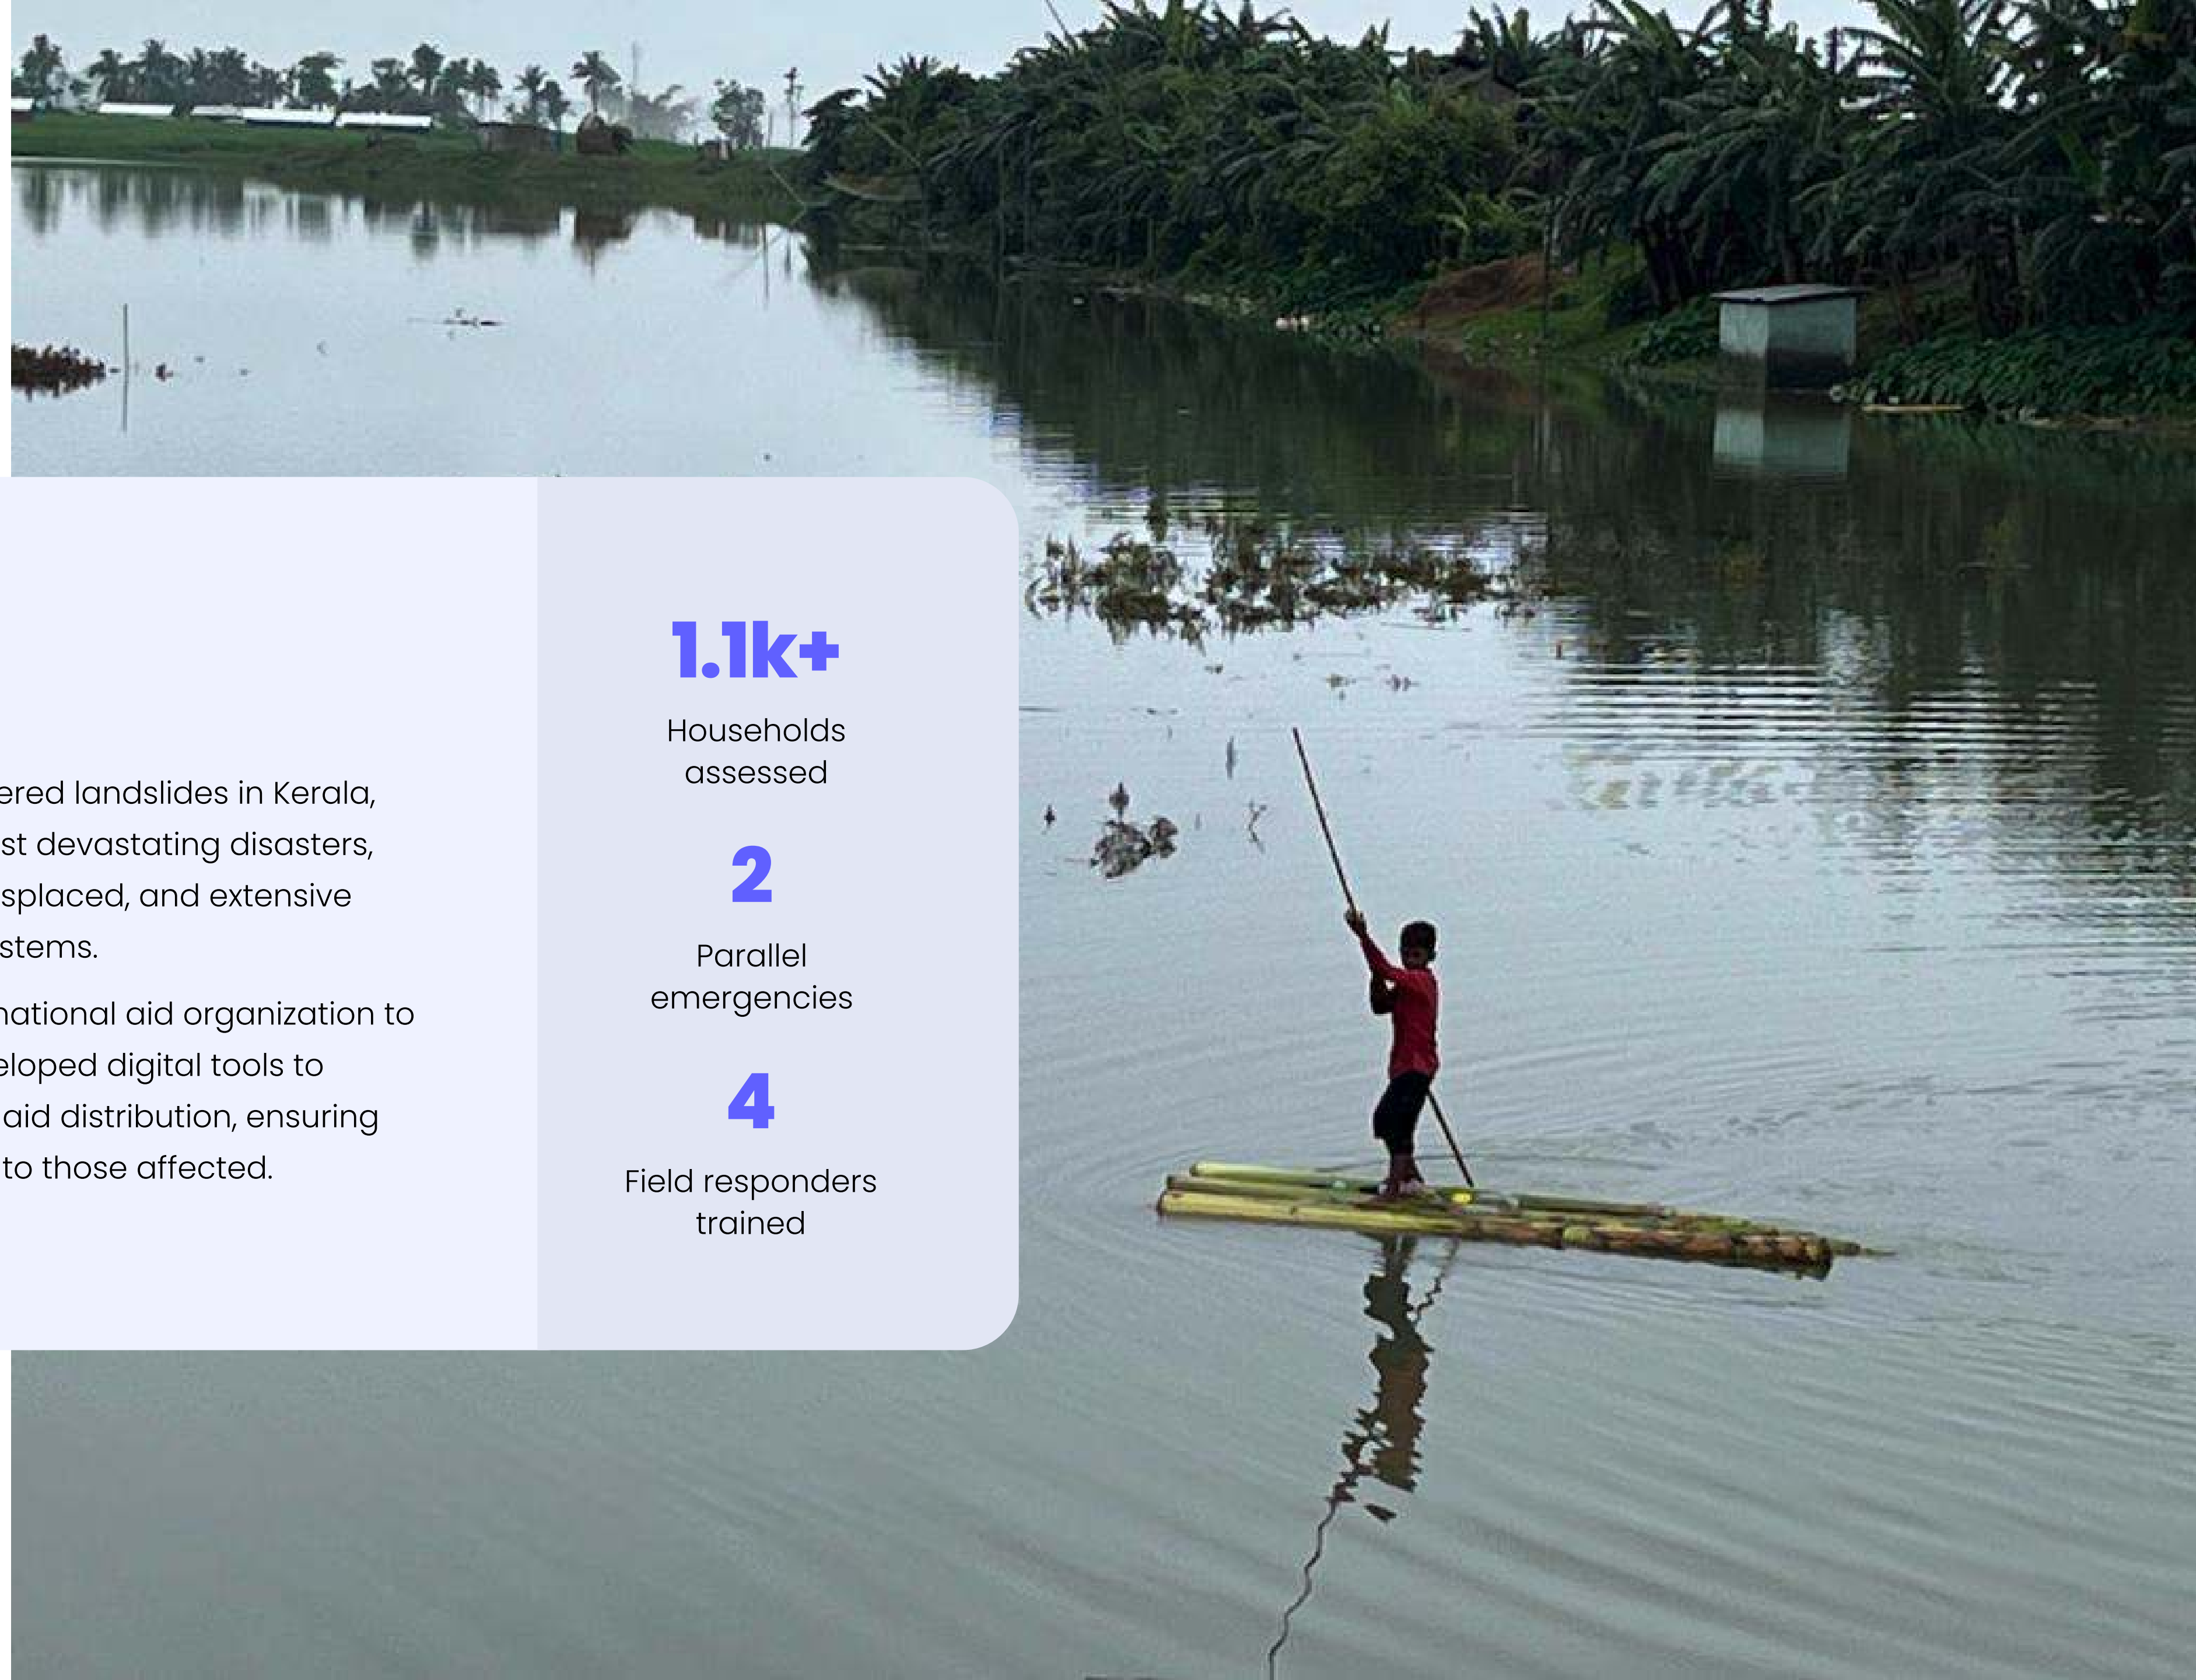 ered landslides in Kerala,
st devastating disasters,
splaced, and extensive
stems.
national aid organization to
eloped digital tools to
aid distribution, ensuring
to those affected.
1.1k+
Households
assessed
2
Parallel
emergencies
4
Field responders
trained